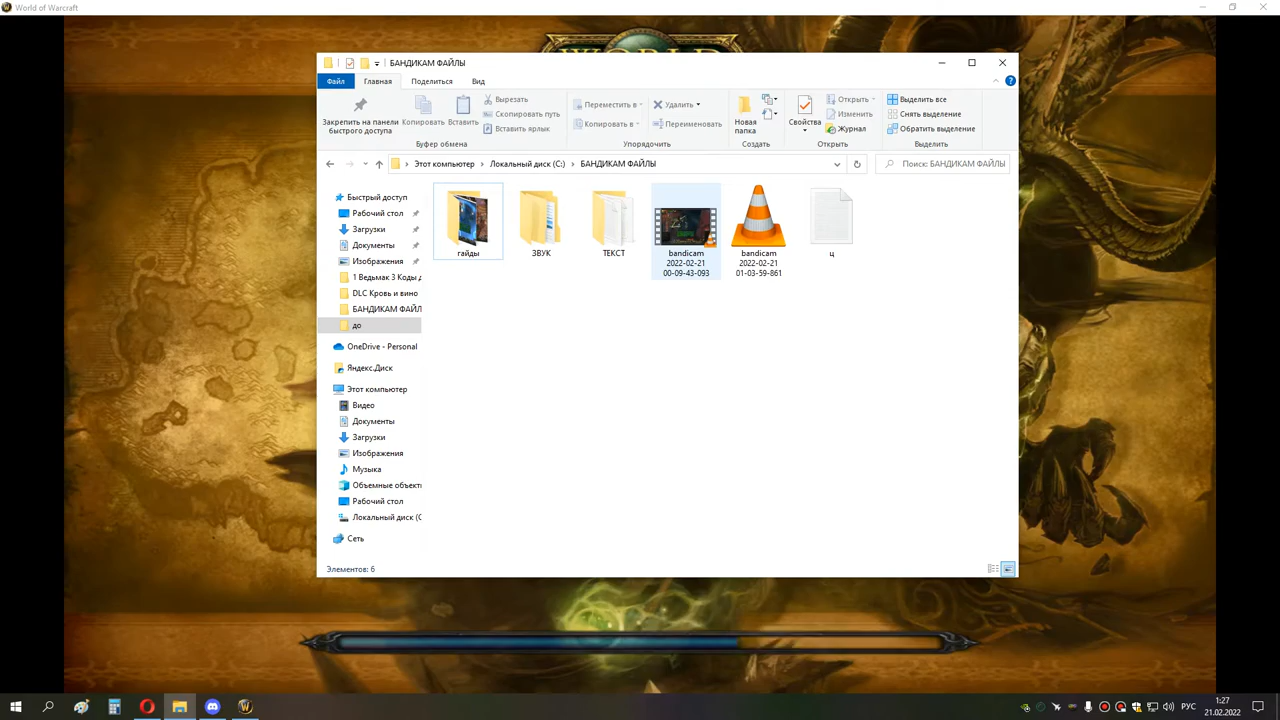 World of Warcraft
БАНДИКАМ ФАЙЛЫ
Файл
Главная
Поделиться
Вид
Закрепить на панели
быстрого доступа
Копировать
Вставить
Вырезать
Скопировать путь
Вставить ярлык
Буфер обмена
Переместить в
Копировать в
Удалить
Переименовать
Упорядочить
Новая
папка
Создать
Свойства
Открыть
Изменить
Журнал
Открыть
Выделить все
Снять выделение
Обратить выделение
Выделить
Этот компьютер
Локальный диск (C:)
БАНДИКАМ ФАЙЛЫ
Поиск: БАНДИКАМ ФАЙЛЫ
Быстрый доступ
Рабочий стол
Загрузки
Документы
Изображения
1 Ведьмак 3 Коды д
DLC Кровь и вино
БАНДИКАМ ФАЙЛ
до
OneDrive - Personal
Яндекс.Диск
Этот компьютер
Видео
Документы
Загрузки
Изображения
Музыка
Объемные объект
Рабочий стол
Локальный диск (C
Сеть
гайды
ЗВУК
ТЕКСТ
bandicam
2022-02-21
00-09-43-093
bandicam
2022-02-21
01-03-59-861
ц
Элементов: 6
РУС
1:27
21.02.2022